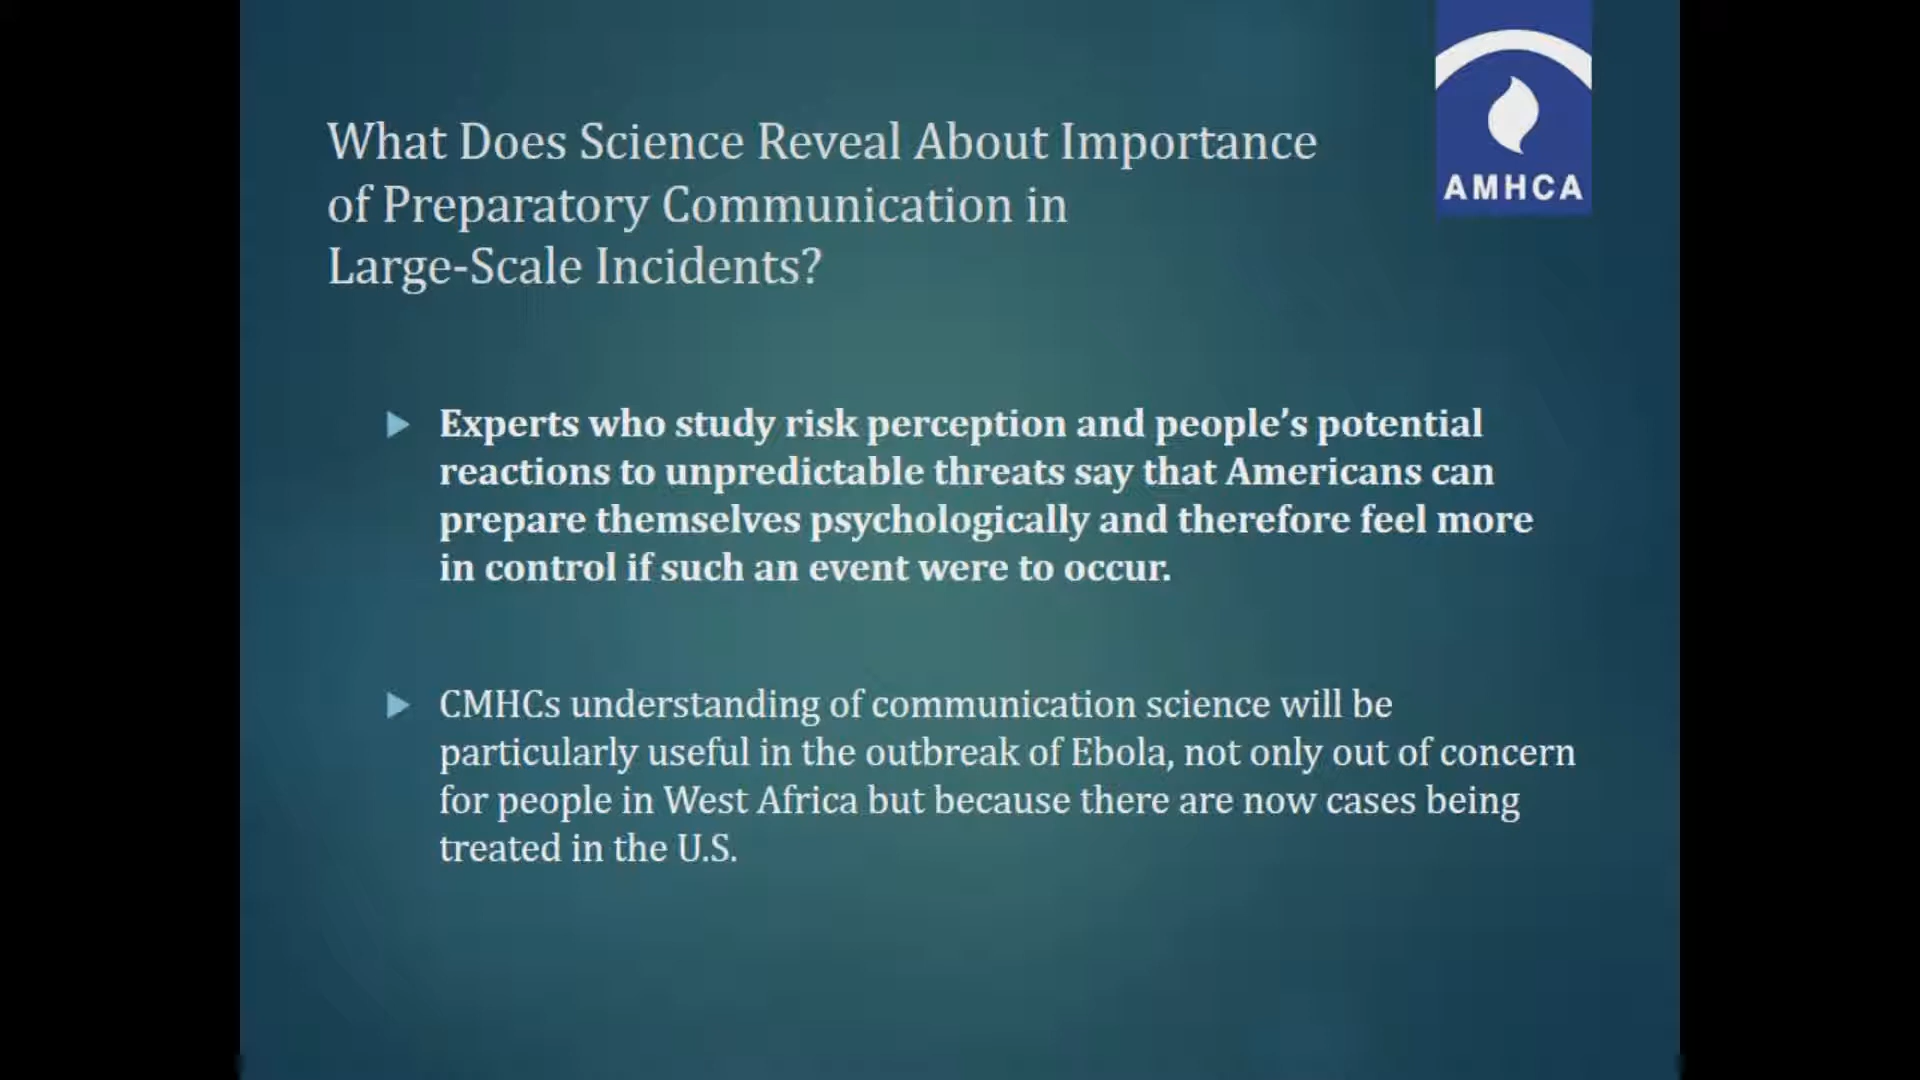 What Does Science Reveal About Importance
of Preparatory Communication in
Large-Scale Incidents?
AMHCA
Experts who study risk perception and people’s potential
reactions to unpredictable threats say that Americans can
prepare themselves psychologically and therefore feel more
in control if such an event were to occur.
CMHCs understanding of communication science will be
particularly useful in the outbreak of Ebola, not only out of concern
for people in West Africa but because there are now cases being
treated in the U.S.